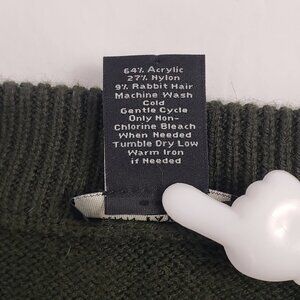 64% Acrylic
27% Nylon
9% Rabbit Hair
Machine Wash
Cold
Gentle Cycle
Only Non-
Chlorine Bleach
When Needed
Tumble Dry Low
Warm Iron
if Needed